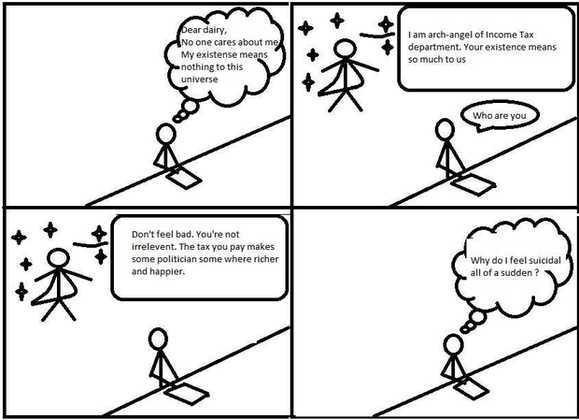 Dear dairy,
No one cares about me
My existense means
nothing to this
universe
I am arch-angel of Income Tax
department. Your existence means
so much to us
Who are you
Don't feel bad. You're not
irrelevent. The tax you pay makes
some politician some where richer
and happier.
Why do I feel suicidal
all of a sudden ?